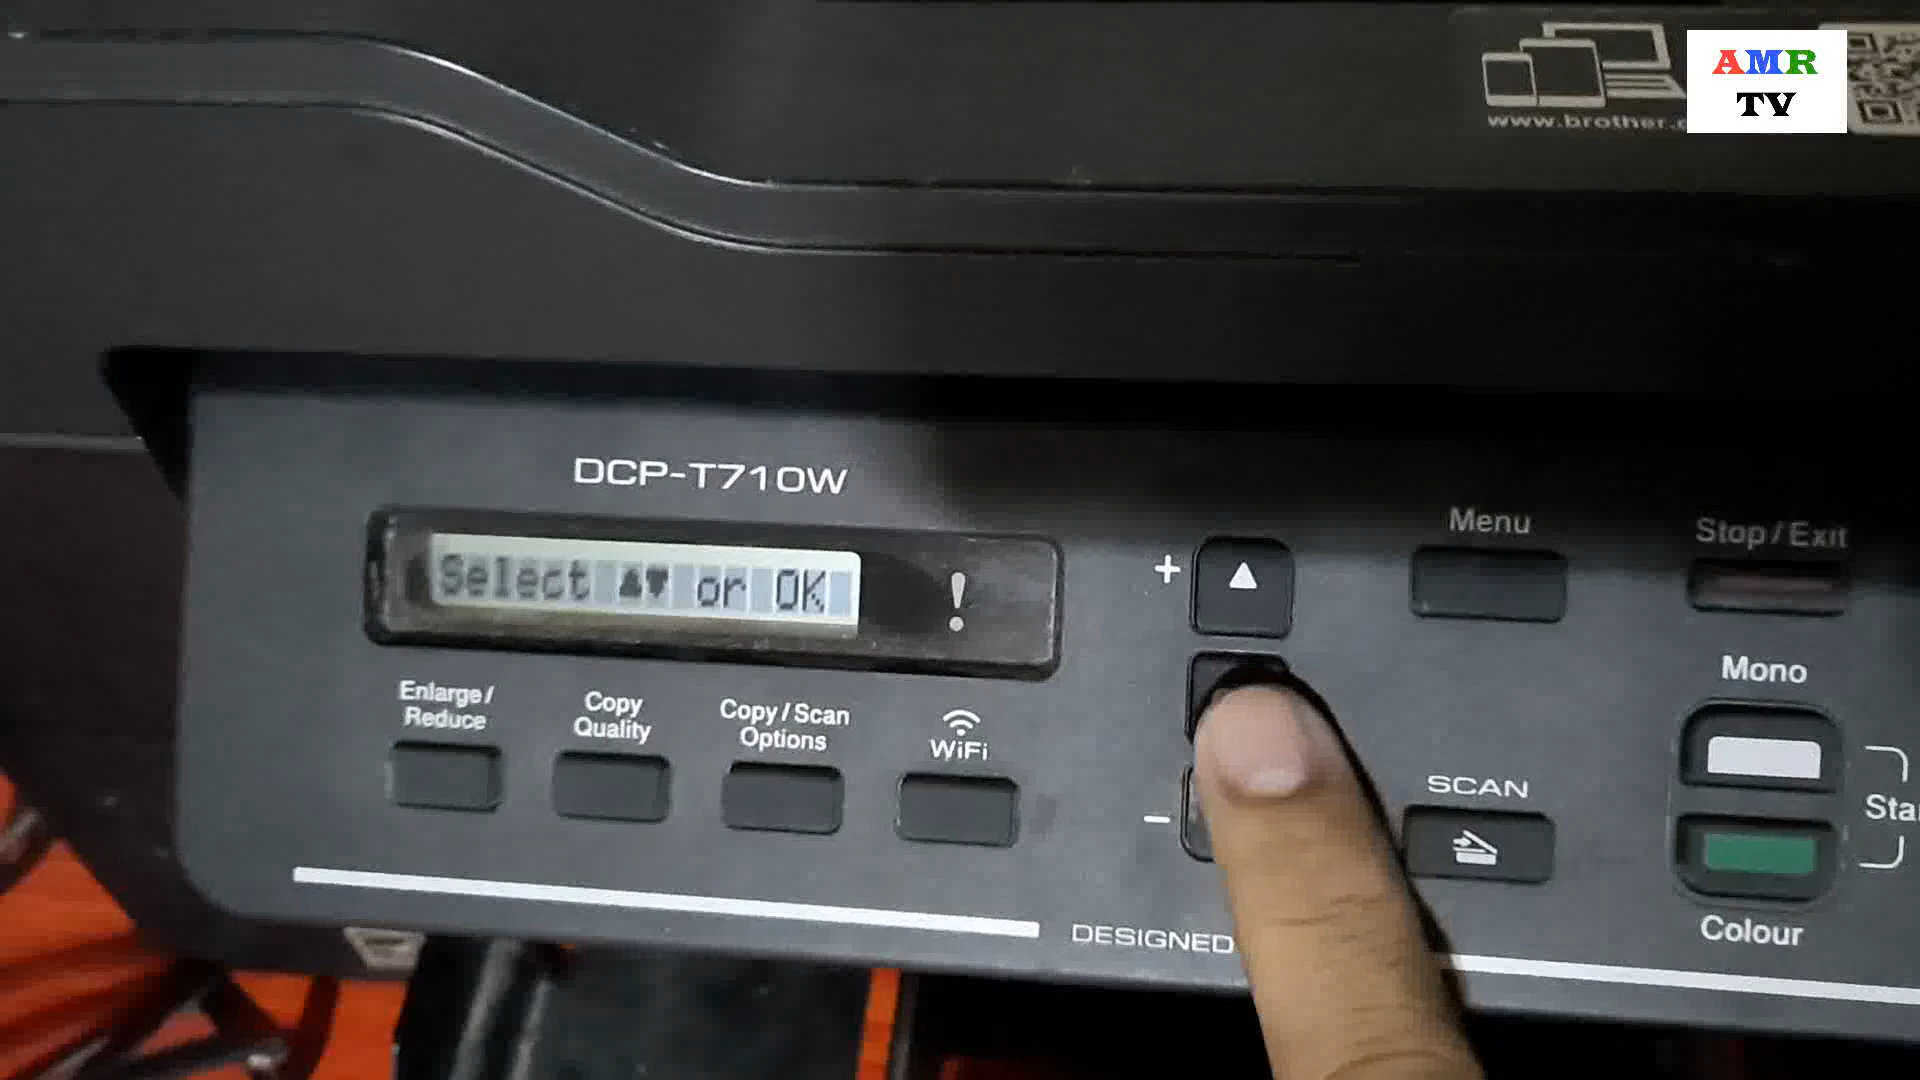 www.brother.
AMR
TV
DCP-T710W
Select ▲▼ or OK
!
+
▲
Menu
Stop / Exit
Mono
Enlarge /
Reduce
Copy
Quality
Copy / Scan
Options
WiFi
−
SCAN
Colour
DESIGNED